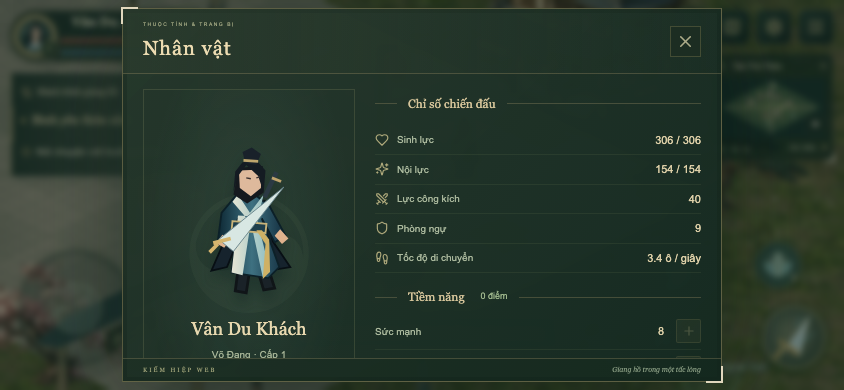 THUỘC TÍNH & TRANG BỊ
Nhân vật
Chỉ số chiến đấu
Sinh lực 306 / 306
Nội lực 154 / 154
Lực công kích 40
Phòng ngự 9
Tốc độ di chuyển 3.4 ô / giây
Tiềm năng 0 điểm
Sức mạnh 8 +
Vân Du Khách
Võ Đang · Cấp 1
KIẾM HIỆP WEB
Giang hồ trong một tấc lòng